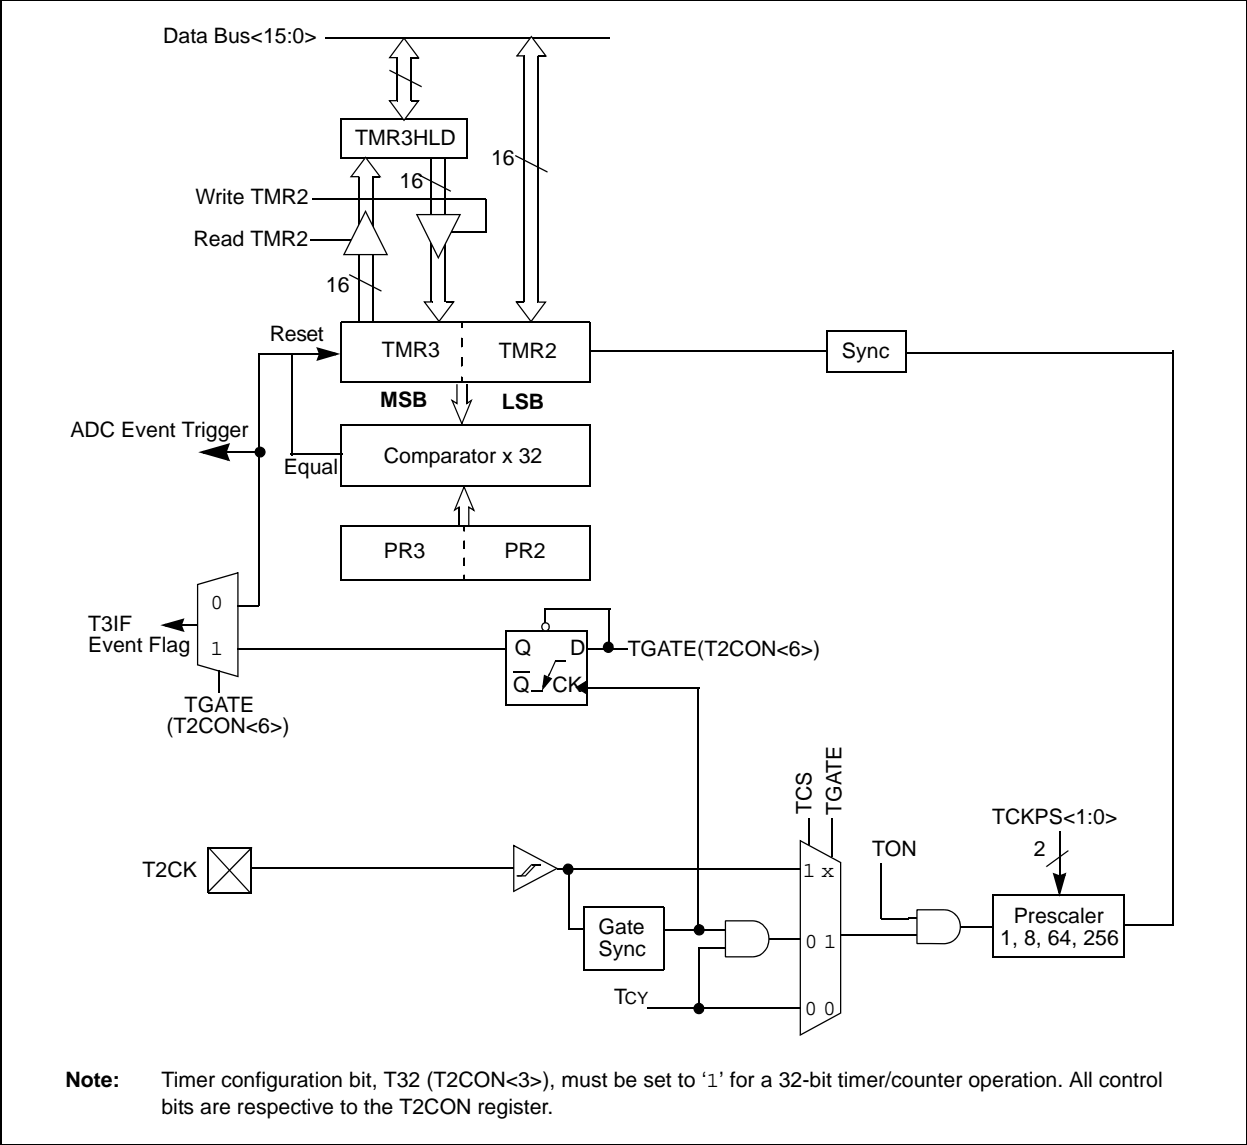 Data Bus<15:0>
TMR3HLD
16
16
Write TMR2
Read TMR2
16
Reset
TMR3
TMR2
Sync
MSB
LSB
ADC Event Trigger
Equal
Comparator x 32
PR3
PR2
0
T3IF
Event Flag
1
Q
D
TGATE(T2CON<6>)
Q
CK
TGATE
(T2CON<6>)
TCS
TGATE
TCKPS<1:0>
2
TON
T2CK
1 x
Prescaler
1, 8, 64, 256
Gate
Sync
0 1
TCY
0 0
Note: Timer configuration bit, T32 (T2CON<3>), must be set to ‘1’ for a 32-bit timer/counter operation. All control
bits are respective to the T2CON register.